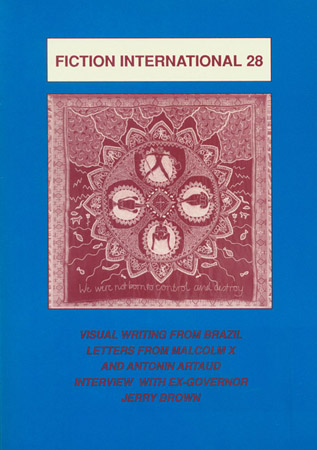 FICTION INTERNATIONAL 28
We were not born to control and destroy
VISUAL WRITING FROM BRAZIL
LETTERS FROM MALCOLM X
AND ANTONIN ARTAUD
INTERVIEW WITH EX-GOVERNOR
JERRY BROWN